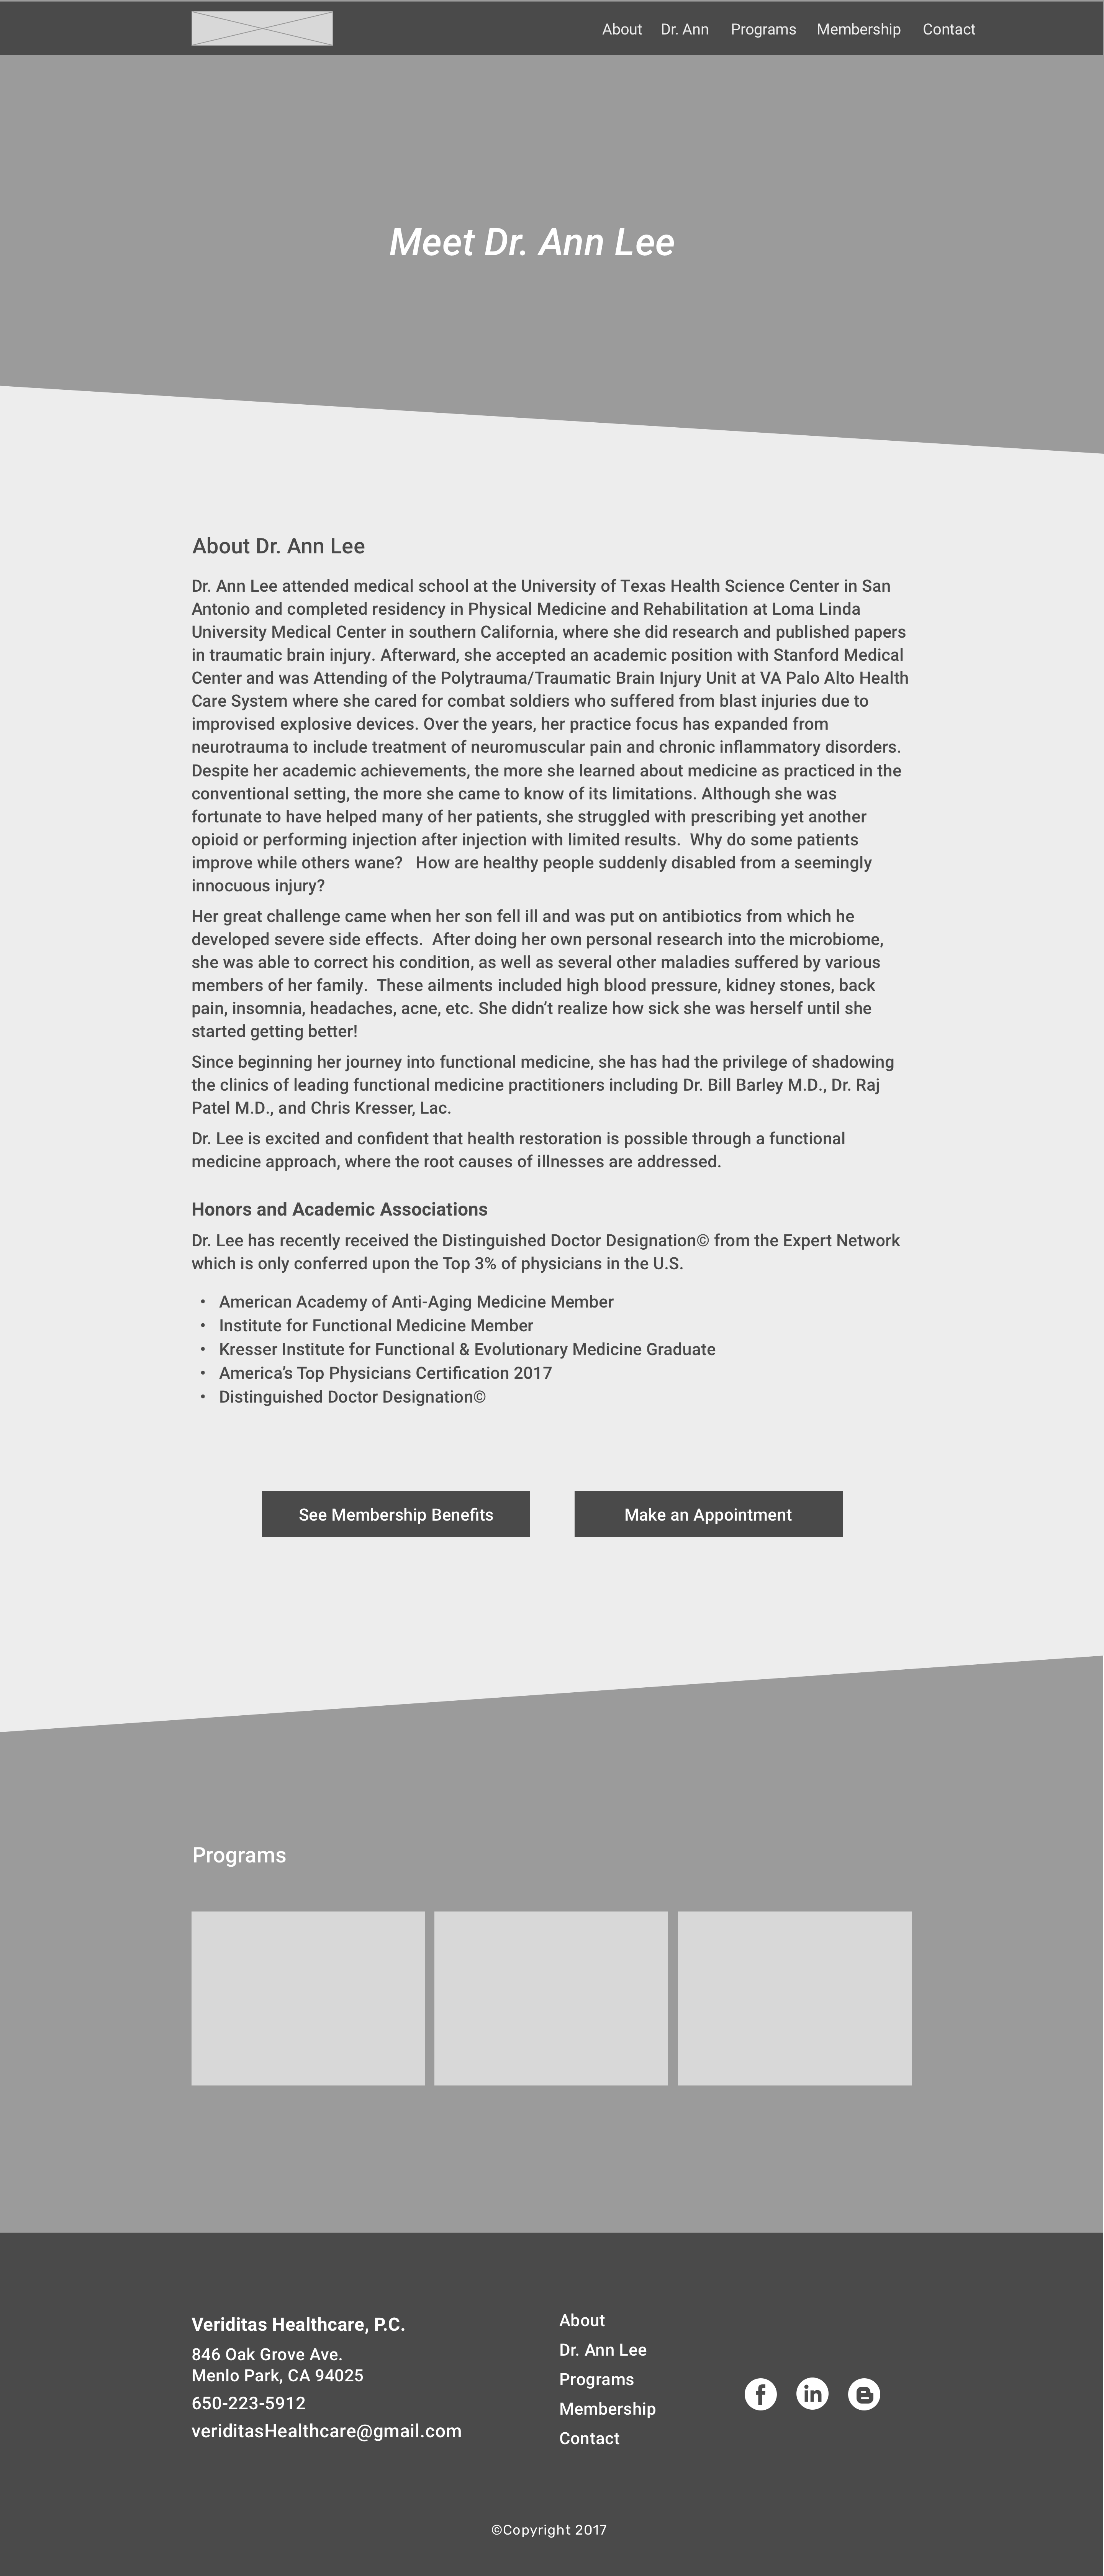 About Dr. Ann Programs Membership Contact
Meet Dr. Ann Lee
About Dr. Ann Lee
Dr. Ann Lee attended medical school at the University of Texas Health Science Center in San
Antonio and completed residency in Physical Medicine and Rehabilitation at Loma Linda
University Medical Center in southern California, where she did research and published papers
in traumatic brain injury. Afterward, she accepted an academic position with Stanford Medical
Center and was Attending of the Polytrauma/Traumatic Brain Injury Unit at VA Palo Alto Health
Care System where she cared for combat soldiers who suffered from blast injuries due to
improvised explosive devices. Over the years, her practice focus has expanded from
neurotrauma to include treatment of neuromuscular pain and chronic inflammatory disorders.
Despite her academic achievements, the more she learned about medicine as practiced in the
conventional setting, the more she came to know of its limitations. Although she was
fortunate to have helped many of her patients, she struggled with prescribing yet another
opioid or performing injection after injection with limited results.  Why do some patients
improve while others wane?   How are healthy people suddenly disabled from a seemingly
innocuous injury?
Her great challenge came when her son fell ill and was put on antibiotics from which he
developed severe side effects.  After doing her own personal research into the microbiome,
she was able to correct his condition, as well as several other maladies suffered by various
members of her family.  These ailments included high blood pressure, kidney stones, back
pain, insomnia, headaches, acne, etc. She didn’t realize how sick she was herself until she
started getting better!
Since beginning her journey into functional medicine, she has had the privilege of shadowing
the clinics of leading functional medicine practitioners including Dr. Bill Barley M.D., Dr. Raj
Patel M.D., and Chris Kresser, Lac.
Dr. Lee is excited and confident that health restoration is possible through a functional
medicine approach, where the root causes of illnesses are addressed.
Honors and Academic Associations
Dr. Lee has recently received the Distinguished Doctor Designation© from the Expert Network
which is only conferred upon the Top 3% of physicians in the U.S.
• American Academy of Anti-Aging Medicine Member
• Institute for Functional Medicine Member
• Kresser Institute for Functional & Evolutionary Medicine Graduate
• America’s Top Physicians Certification 2017
• Distinguished Doctor Designation©
See Membership Benefits
Make an Appointment
Programs
Veriditas Healthcare, P.C.
846 Oak Grove Ave.
Menlo Park, CA 94025
650-223-5912
veriditasHealthcare@gmail.com
About
Dr. Ann Lee
Programs
Membership
Contact
©Copyright 2017